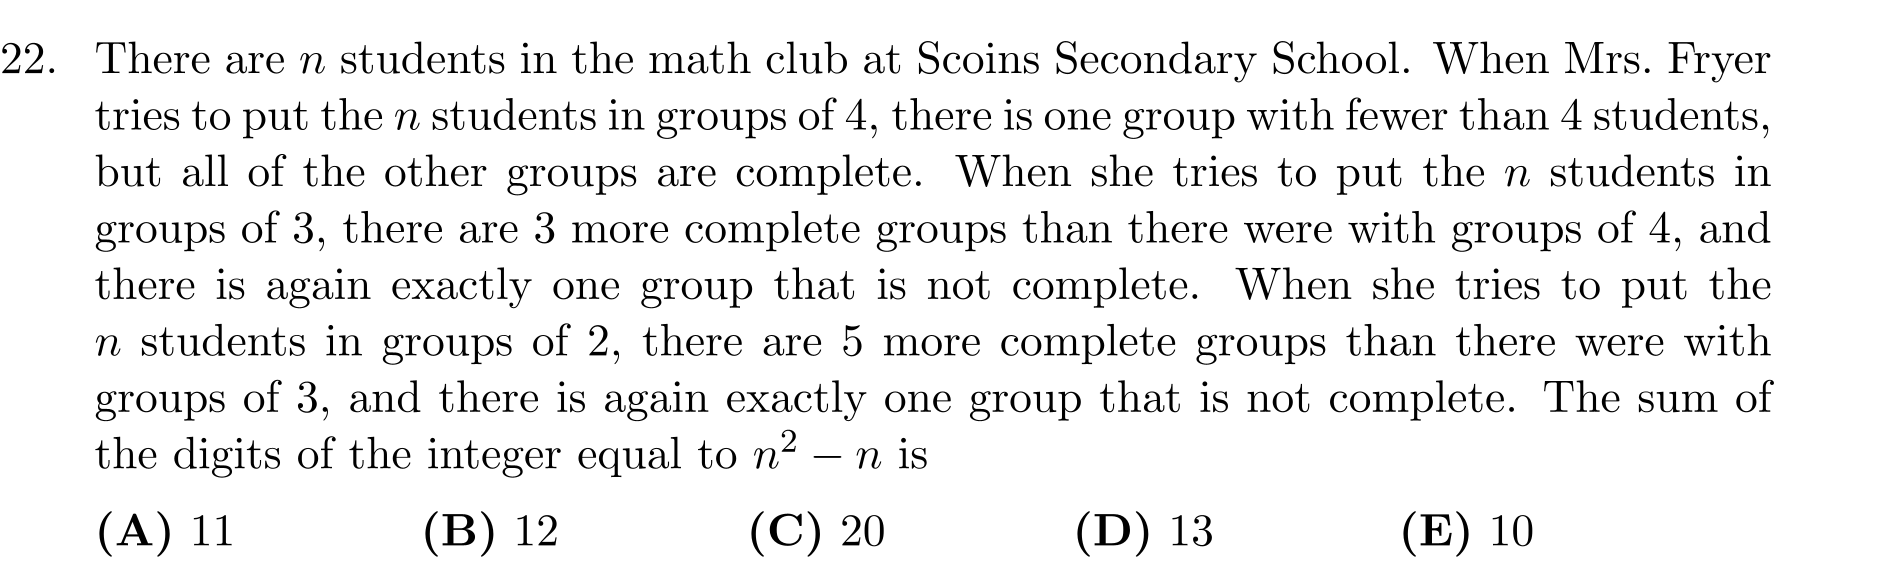 22. There are n students in the math club at Scoins Secondary School. When Mrs. Fryer
tries to put the n students in groups of 4, there is one group with fewer than 4 students,
but all of the other groups are complete. When she tries to put the n students in
groups of 3, there are 3 more complete groups than there were with groups of 4, and
there is again exactly one group that is not complete. When she tries to put the
n students in groups of 2, there are 5 more complete groups than there were with
groups of 3, and there is again exactly one group that is not complete. The sum of
the digits of the integer equal to n² − n is
(A) 11 (B) 12 (C) 20 (D) 13 (E) 10